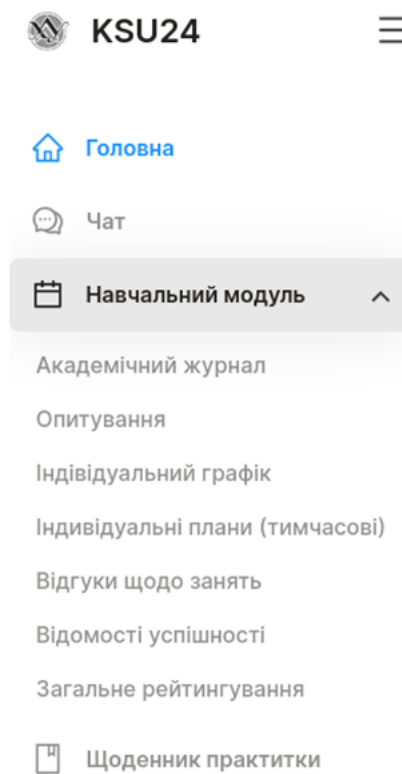 KSU24
Головна
Чат
Навчальний модуль
Академічний журнал
Опитування
Індівідуальний графік
Індивідуальні плани (тимчасові)
Відгуки щодо занять
Відомості успішності
Загальне рейтингування
Щоденник практитки